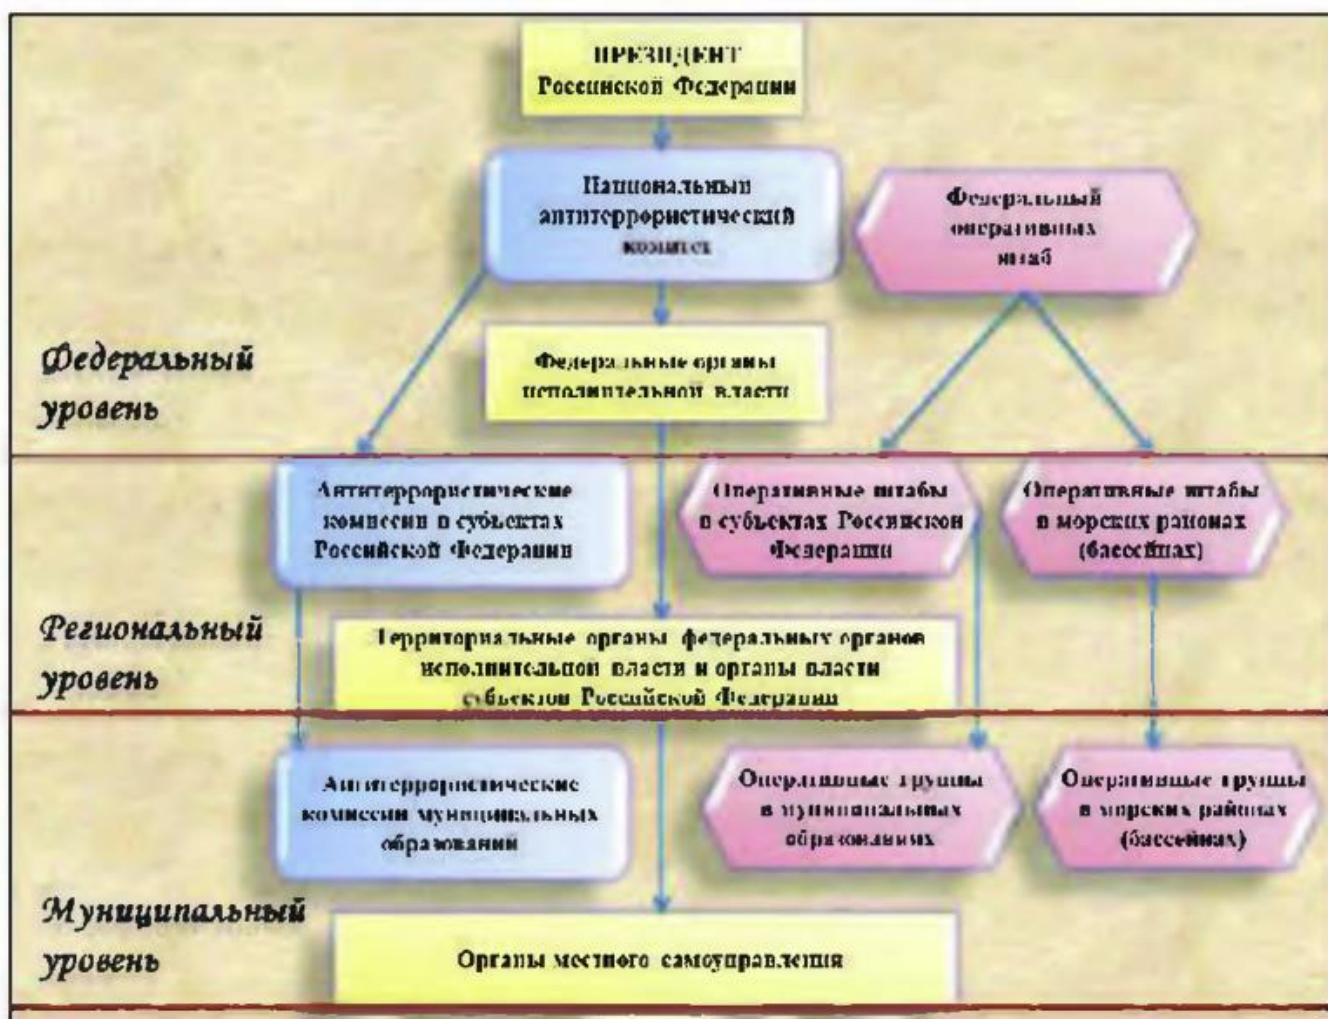 ПРЕЗИДЕНТ
Российской Федерации
Национальный
антитеррористический
комитет
Федеральный
оперативных
штаб
Федеральный
уровень
Федеральные органы
исполнительной власти
Антитеррористические
комиссии в субъектах
Российской Федерации
Оперативные штабы
в субъектах Российской
Федерации
Оперативные штабы
в морских районах
(бассейнах)
Региональный
уровень
Территориальные органы федеральных органов
исполнительной власти и органы власти
субъектов Российской Федерации
Антитеррористические
комиссии муниципальных
образований
Оперативные группы
в муниципальных
образованиях
Оперативные группы
в морских районах
(бассейнах)
Муниципальный
уровень
Органы местного самоуправления